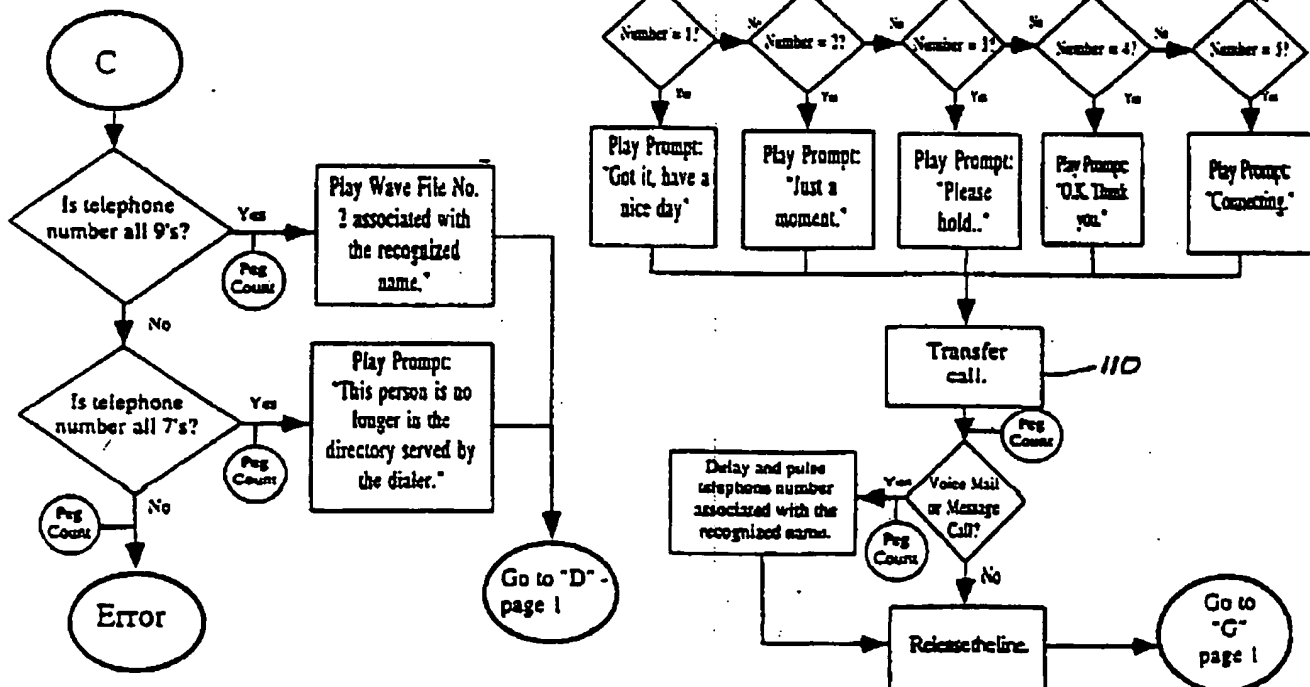 C
Is telephone
number all 9's?
Yes
Peg
Count
Play Wave File No.
2 associated with
the recognized
name."
No
Is telephone
number all 7's?
Yes
Peg
Count
Play Prompt:
"This person is no
longer in the
directory served by
the dialer."
No
Peg
Count
Error
Go to "D" -
page 1
Number = 1?
No
Number = 2?
No
Number = 3?
No
Number = 4?
No
Number = 5?
Yes
Yes
Yes
Yes
Yes
Play Prompt:
"Got it, have a
nice day"
Play Prompt:
"Just a
moment."
Play Prompt:
"Please
hold.."
Play Prompt:
"O.K. Thank
you."
Play Prompt:
"Connecting."
Transfer
call.
110
Peg
Count
Voice Mail
or Message
Call?
Yes
Peg
Count
Delay and pulse
telephone number
associated with the
recognized name.
No
Release the line.
Go to
"G"
page 1